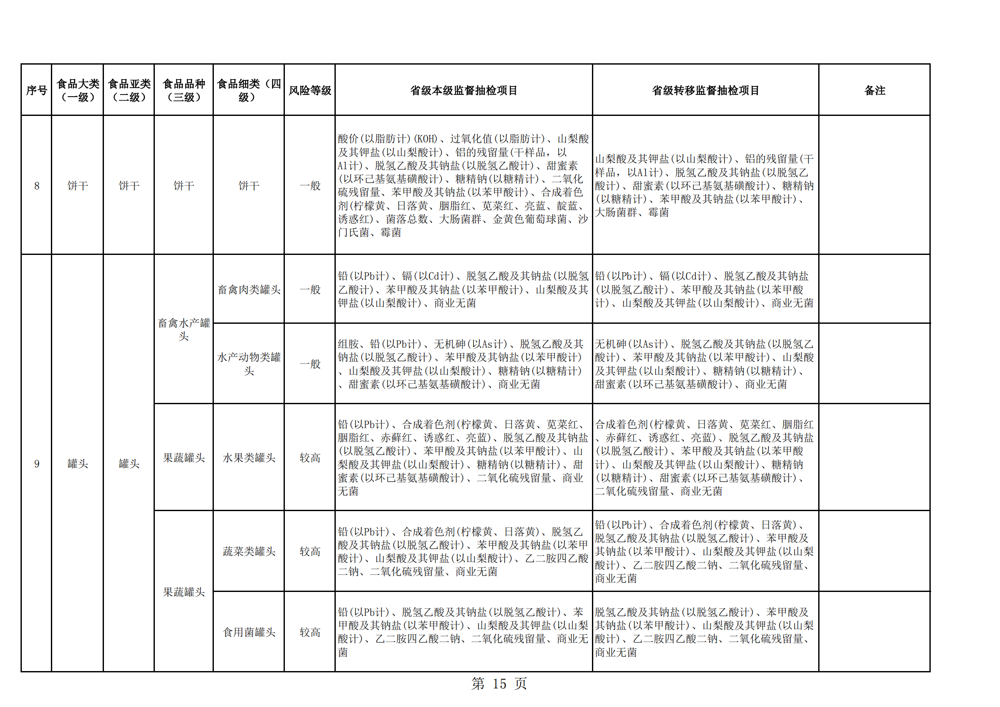 序号
食品大类
（一级）
食品亚类
（二级）
食品品种
（三级）
食品细类（四
级）
风险等级
省级本级监督抽检项目
省级转移监督抽检项目
备注
8
饼干
饼干
饼干
饼干
一般
酸价(以脂肪计)(KOH)、过氧化值(以脂肪计)、山梨酸
及其钾盐(以山梨酸计)、铝的残留量(干样品，以
Al计)、脱氢乙酸及其钠盐(以脱氢乙酸计)、甜蜜素
(以环己基氨基磺酸计)、糖精钠(以糖精计)、二氧化
硫残留量、苯甲酸及其钠盐(以苯甲酸计)、合成着色
剂(柠檬黄、日落黄、胭脂红、苋菜红、亮蓝、靛蓝、
诱惑红)、菌落总数、大肠菌群、金黄色葡萄球菌、沙
门氏菌、霉菌
山梨酸及其钾盐(以山梨酸计)、铝的残留量(干
样品，以Al计)、脱氢乙酸及其钠盐(以脱氢乙
酸计)、甜蜜素(以环己基氨基磺酸计)、糖精钠
(以糖精计)、苯甲酸及其钠盐(以苯甲酸计)、
大肠菌群、霉菌
9
罐头
罐头
畜禽水产罐
头
畜禽肉类罐头
一般
铅(以Pb计)、镉(以Cd计)、脱氢乙酸及其钠盐(以脱氢
乙酸计)、苯甲酸及其钠盐(以苯甲酸计)、山梨酸及其
钾盐(以山梨酸计)、商业无菌
铅(以Pb计)、镉(以Cd计)、脱氢乙酸及其钠盐
(以脱氢乙酸计)、苯甲酸及其钠盐(以苯甲酸
计)、山梨酸及其钾盐(以山梨酸计)、商业无菌
水产动物类罐
头
一般
组胺、铅(以Pb计)、无机砷(以As计)、脱氢乙酸及其
钠盐(以脱氢乙酸计)、苯甲酸及其钠盐(以苯甲酸计)
、山梨酸及其钾盐(以山梨酸计)、糖精钠(以糖精计)
、甜蜜素(以环己基氨基磺酸计)、商业无菌
无机砷(以As计)、脱氢乙酸及其钠盐(以脱氢乙
酸计)、苯甲酸及其钠盐(以苯甲酸计)、山梨酸
及其钾盐(以山梨酸计)、糖精钠(以糖精计)、
甜蜜素(以环己基氨基磺酸计)、商业无菌
果蔬罐头
水果类罐头
较高
铅(以Pb计)、合成着色剂(柠檬黄、日落黄、苋菜红、
胭脂红、赤藓红、诱惑红、亮蓝)、脱氢乙酸及其钠盐
(以脱氢乙酸计)、苯甲酸及其钠盐(以苯甲酸计)、山
梨酸及其钾盐(以山梨酸计)、糖精钠(以糖精计)、甜
蜜素(以环己基氨基磺酸计)、二氧化硫残留量、商业
无菌
合成着色剂(柠檬黄、日落黄、苋菜红、胭脂红
、赤藓红、诱惑红、亮蓝)、脱氢乙酸及其钠盐
(以脱氢乙酸计)、苯甲酸及其钠盐(以苯甲酸
计)、山梨酸及其钾盐(以山梨酸计)、糖精钠
(以糖精计)、甜蜜素(以环己基氨基磺酸计)、
二氧化硫残留量、商业无菌
果蔬罐头
蔬菜类罐头
较高
铅(以Pb计)、合成着色剂(柠檬黄、日落黄)、脱氢乙
酸及其钠盐(以脱氢乙酸计)、苯甲酸及其钠盐(以苯甲
酸计)、山梨酸及其钾盐(以山梨酸计)、乙二胺四乙酸
二钠、二氧化硫残留量、商业无菌
铅(以Pb计)、合成着色剂(柠檬黄、日落黄)、
脱氢乙酸及其钠盐(以脱氢乙酸计)、苯甲酸及
其钠盐(以苯甲酸计)、山梨酸及其钾盐(以山梨
酸计)、乙二胺四乙酸二钠、二氧化硫残留量、
商业无菌
食用菌罐头
较高
铅(以Pb计)、脱氢乙酸及其钠盐(以脱氢乙酸计)、苯
甲酸及其钠盐(以苯甲酸计)、山梨酸及其钾盐(以山梨
酸计)、乙二胺四乙酸二钠、二氧化硫残留量、商业无
菌
脱氢乙酸及其钠盐(以脱氢乙酸计)、苯甲酸及
其钠盐(以苯甲酸计)、山梨酸及其钾盐(以山梨
酸计)、乙二胺四乙酸二钠、二氧化硫残留量、
商业无菌
第 15 页